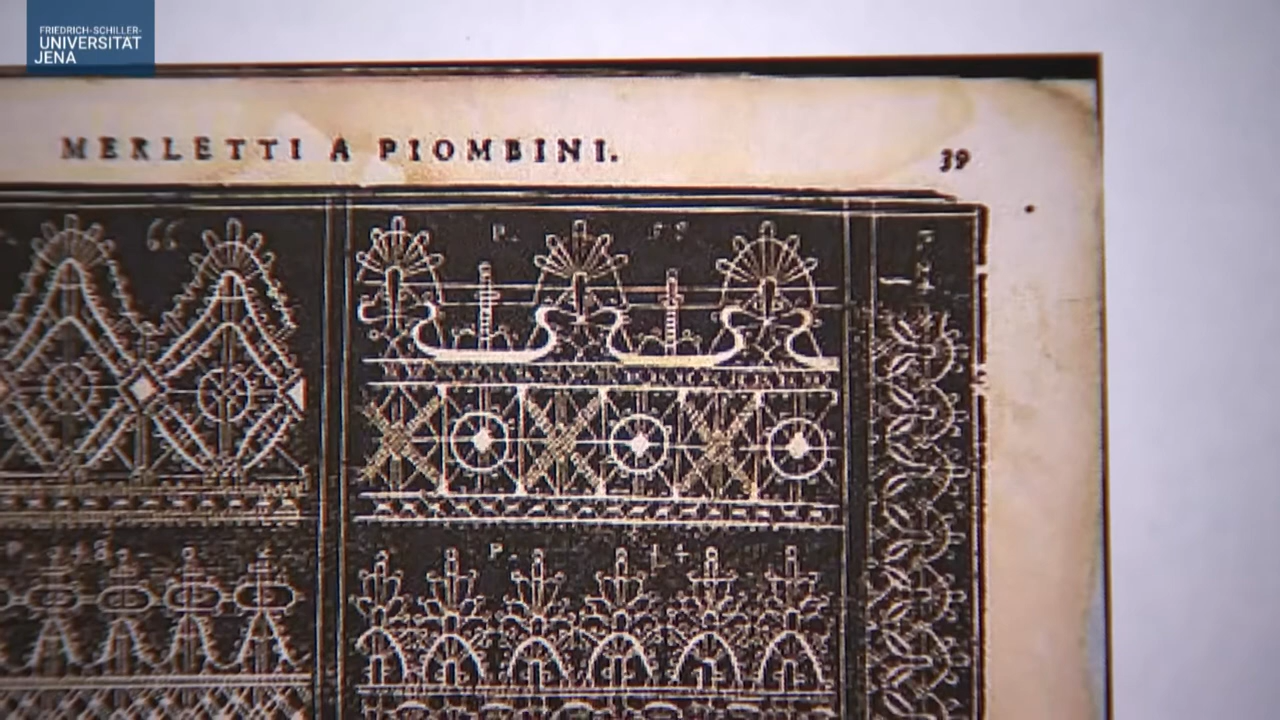 FRIEDRICH-SCHILLER-
UNIVERSITÄT
JENA
MERLETTI A PIOMBINI.
39